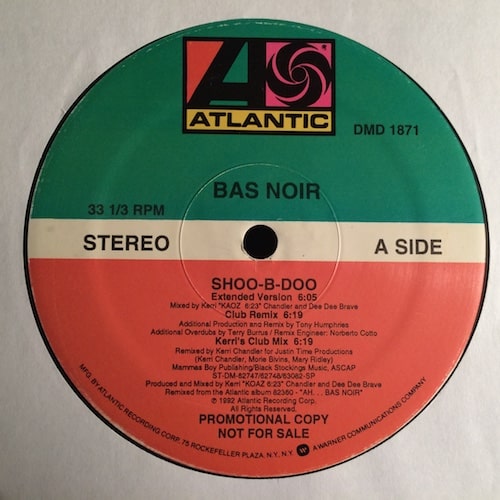 ATLANTIC
DMD 1871
BAS NOIR
33 1/3 RPM
STEREO
A SIDE
SHOO-B-DOO
Extended Version 6:05
Mixed by Kerri "KAOZ 6:23" Chandler and Dee Dee Brave
Club Remix 6:19
Additional Production and Remix by Tony Humphries
Additional Overdubs by Terry Burrus / Remix Engineer: Norberto Cotto
Kerri's Club Mix 6:19
Remixed by Kerri Chandler for Justin Time Productions
(Kerri Chandler, Morie Bivins, Mary Ridley)
Mammas Boy Publishing/Black Stockings Music, ASCAP
ST-DM-62747/62748/63082-SP
Produced and Mixed by Kerri "KOAZ 6:23" Chandler and Dee Dee Brave
Remixed from the Atlantic album 82360 - "AH. . . BAS NOIR"
℗ 1992 Atlantic Recording Corp.
All Rights Reserved.
PROMOTIONAL COPY
NOT FOR SALE
MFG. BY ATLANTIC RECORDING CORP. 75 ROCKEFELLER PLAZA, N.Y. N.Y. A WARNER COMMUNICATIONS COMPANY